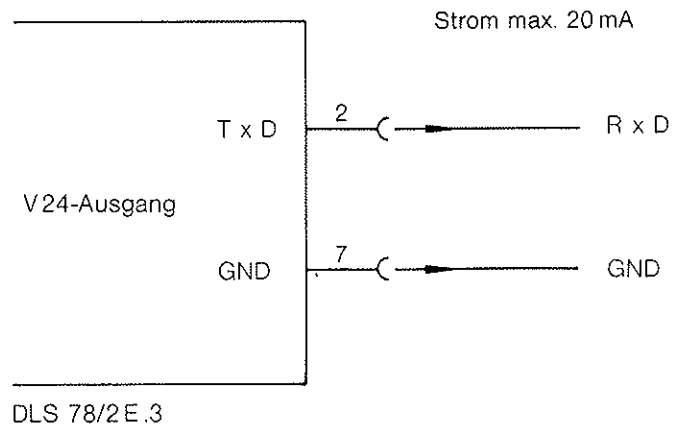 Strom max. 20 mA
2
T x D
R x D
V24-Ausgang
7
GND
GND
DLS 78/2 E.3